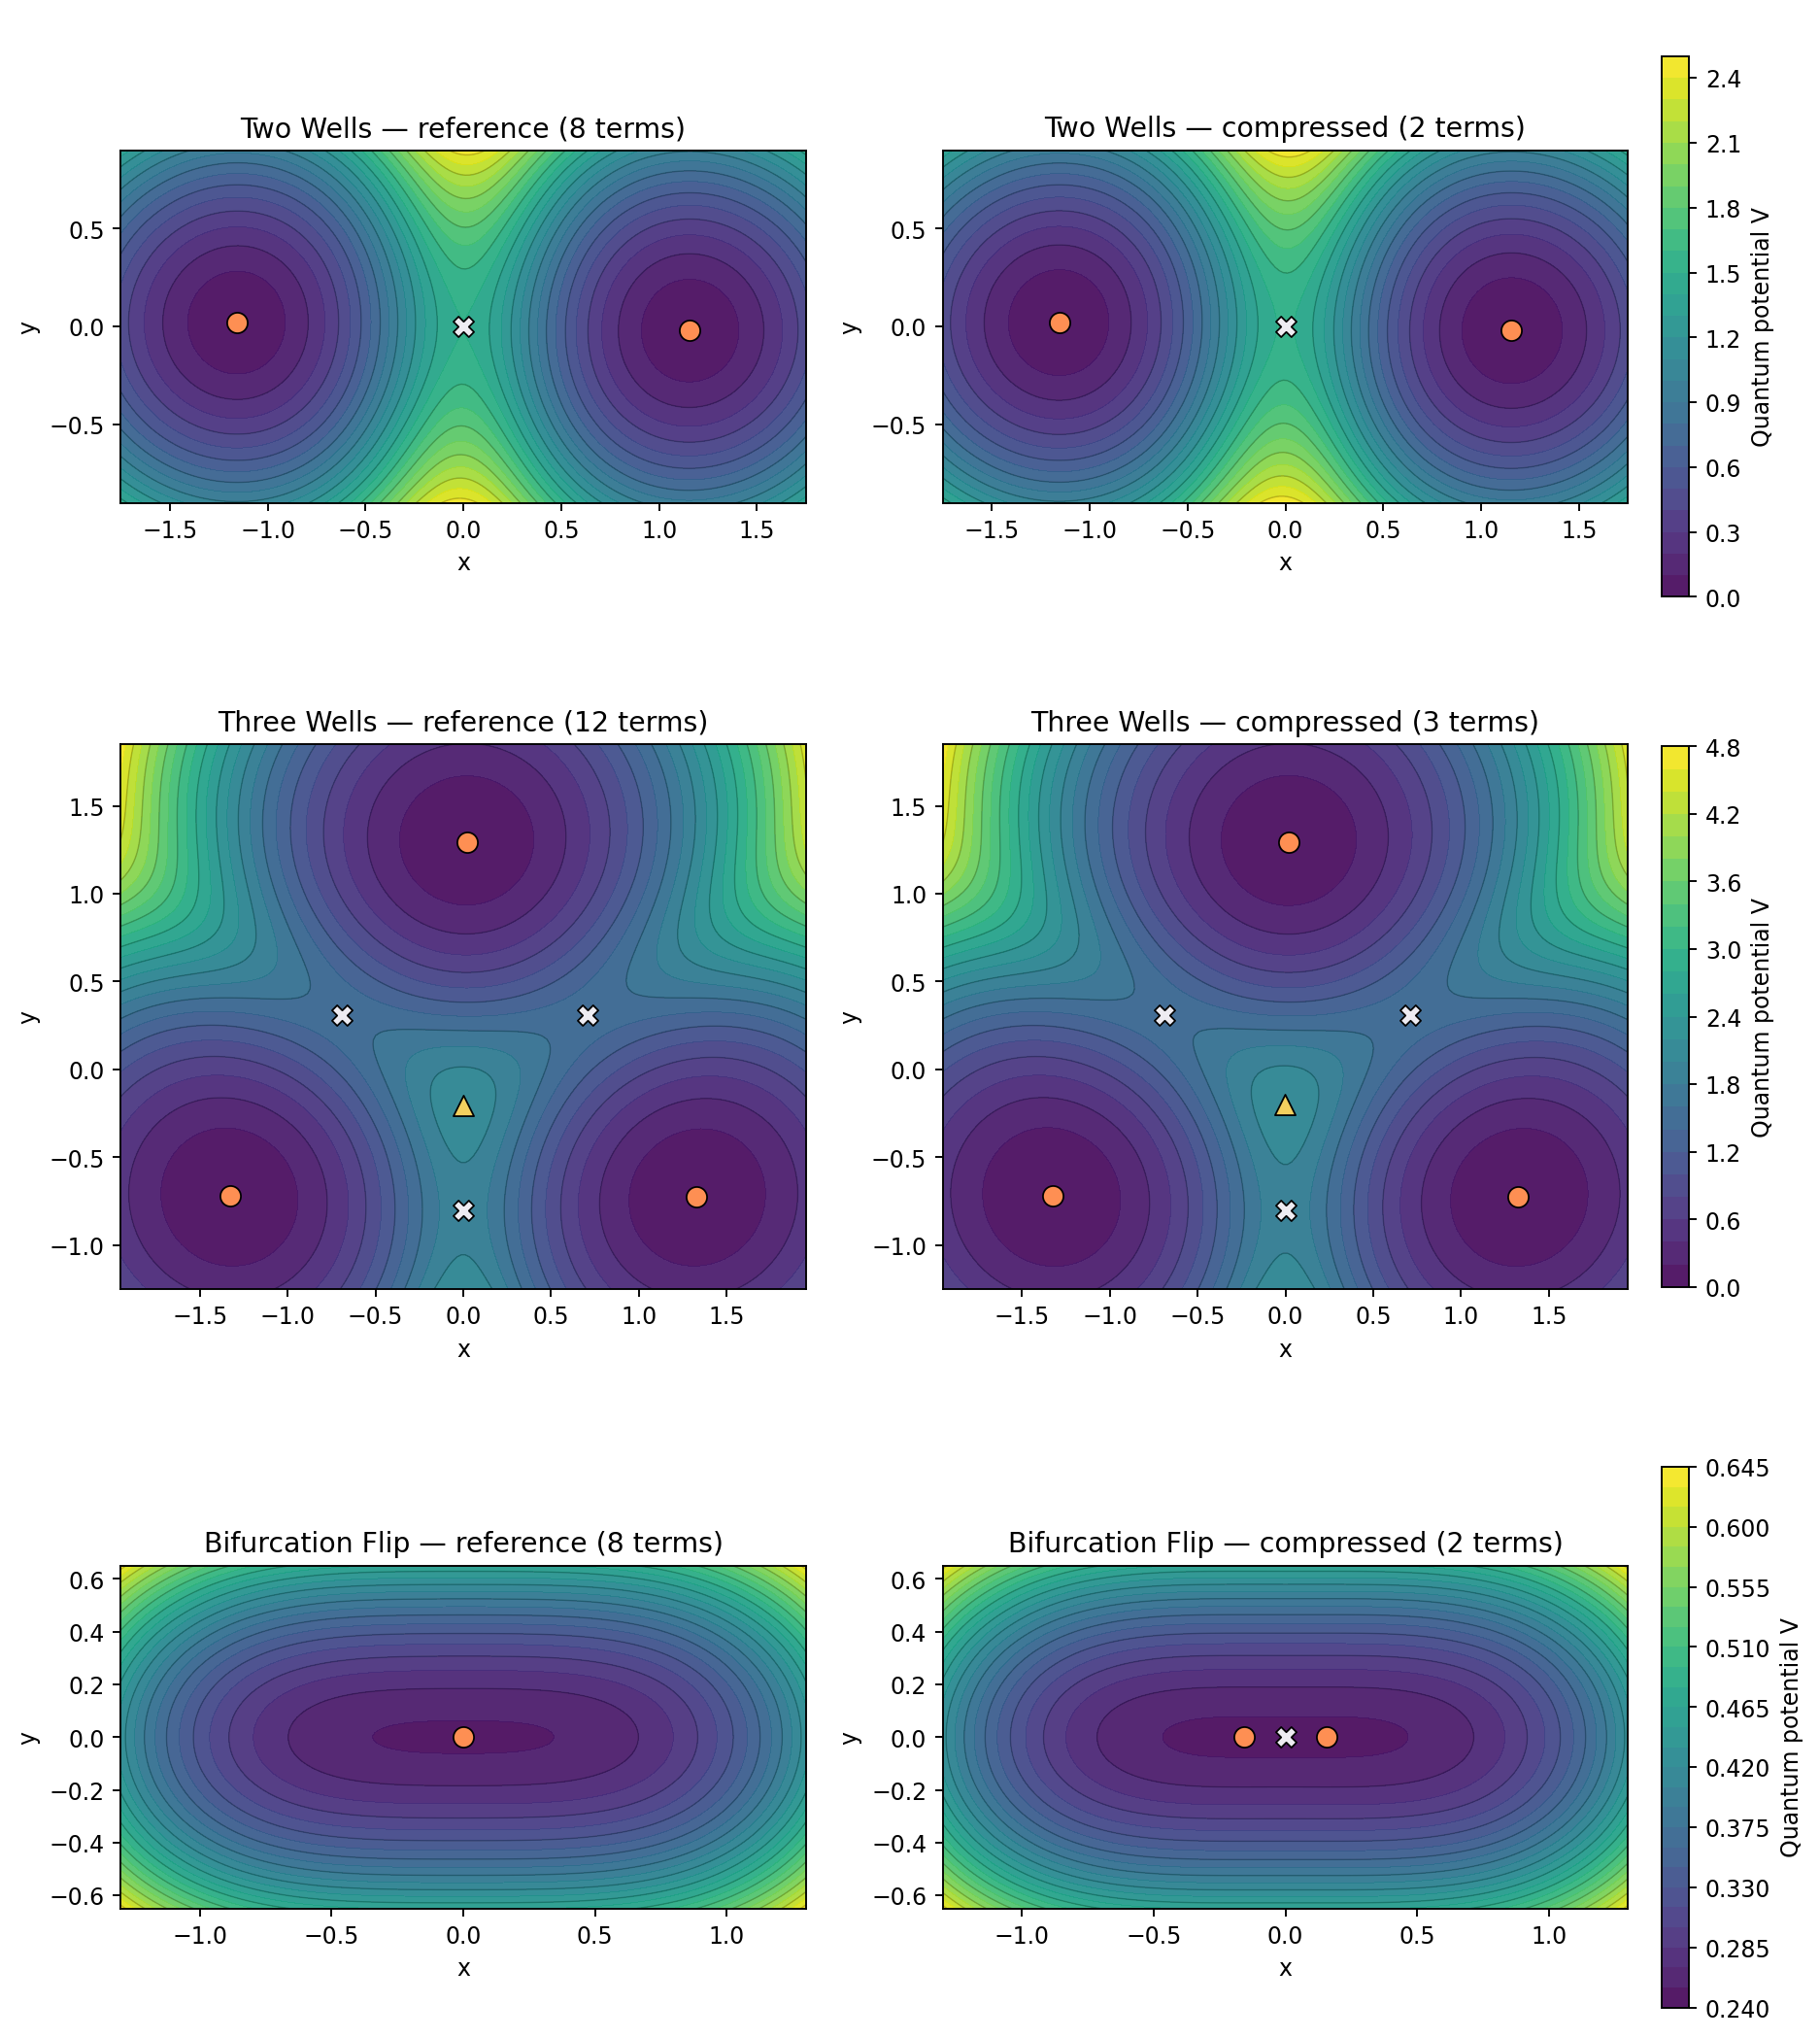 Two Wells — reference (8 terms)
0.5
0.0
−0.5
y
−1.5 −1.0 −0.5 0.0 0.5 1.0 1.5
x
Two Wells — compressed (2 terms)
0.5
0.0
−0.5
y
−1.5 −1.0 −0.5 0.0 0.5 1.0 1.5
x
2.4
2.1
1.8
1.5
1.2
0.9
0.6
0.3
0.0
Quantum potential V
Three Wells — reference (12 terms)
1.5
1.0
0.5
0.0
−0.5
−1.0
y
−1.5 −1.0 −0.5 0.0 0.5 1.0 1.5
x
Three Wells — compressed (3 terms)
1.5
1.0
0.5
0.0
−0.5
−1.0
y
−1.5 −1.0 −0.5 0.0 0.5 1.0 1.5
x
4.8
4.2
3.6
3.0
2.4
1.8
1.2
0.6
0.0
Quantum potential V
Bifurcation Flip — reference (8 terms)
0.6
0.4
0.2
0.0
−0.2
−0.4
−0.6
y
−1.0 −0.5 0.0 0.5 1.0
x
Bifurcation Flip — compressed (2 terms)
0.6
0.4
0.2
0.0
−0.2
−0.4
−0.6
y
−1.0 −0.5 0.0 0.5 1.0
x
0.645
0.600
0.555
0.510
0.465
0.420
0.375
0.330
0.285
0.240
Quantum potential V